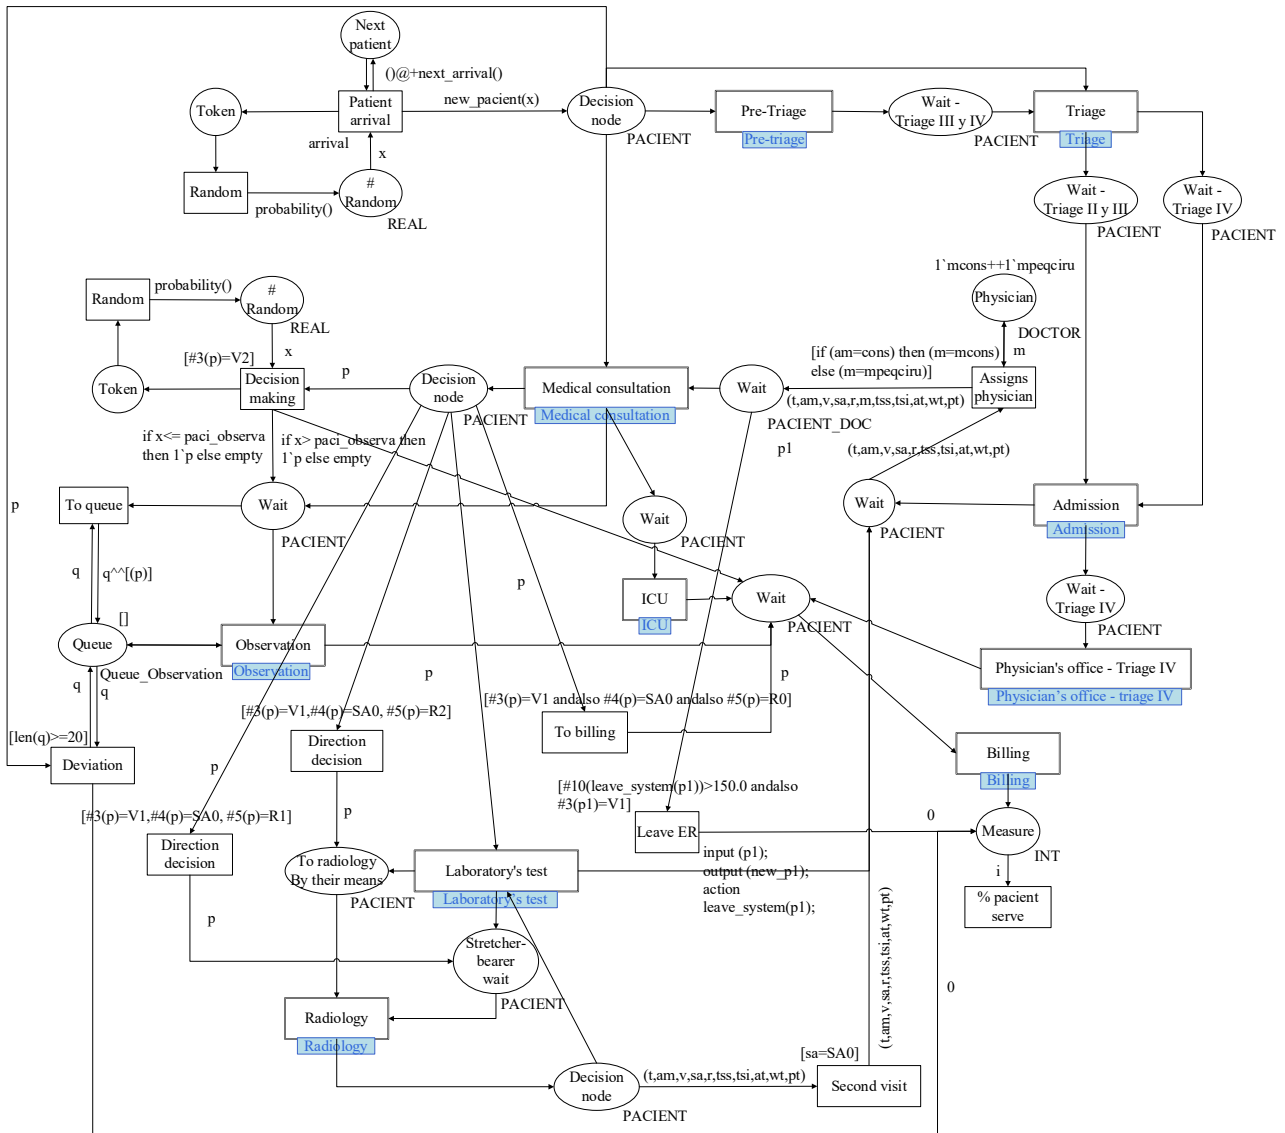 Next
patient
()@+next_arrival()
Token
Patient
arrival
new_pacient(x)
Decision
node
PACIENT
Pre-Triage
Pre-triage
Wait -
Triage III y IV
PACIENT
Triage
Triage
arrival
x
Random
probability()
#
Random
REAL
Wait -
Triage II y III
PACIENT
Wait -
Triage IV
PACIENT
1`mcons++1`mpeqciru
Physician
DOCTOR
Random
probability()
#
Random
REAL
[#3(p)=V2]
x
[if (am=cons) then (m=mcons)
else (m=mpeqciru)]
m
Token
Decision
making
p
Decision
node
PACIENT
Medical consultation
Medical consultation
Wait
PACIENT_DOC
(t,am,v,sa,r,m,tss,tsi,at,wt,pt)
Assigns
physician
if x<= paci_observa
then 1`p else empty
if x> paci_observa then
1`p else empty
p1
(t,am,v,sa,r,tss,tsi,at,wt,pt)
p
To queue
Wait
PACIENT
Wait
PACIENT
Wait
PACIENT
Admission
Admission
q
q^^[(p)]
p
p
ICU
ICU
Wait
PACIENT
Wait -
Triage IV
PACIENT
[]
Queue
Queue_Observation
Observation
Observation
p
p
Physician's office - Triage IV
Physician’s office - triage IV
q
q
[#3(p)=V1,#4(p)=SA0, #5(p)=R2]
[#3(p)=V1 andalso #4(p)=SA0 andalso #5(p)=R0]
[len(q)>=20]
Deviation
Direction
decision
To billing
Billing
Billing
p
[#10(leave_system(p1))>150.0 andalso
#3(p1)=V1]
[#3(p)=V1,#4(p)=SA0, #5(p)=R1]
p
0
Direction
decision
Leave ER
Measure
INT
To radiology
By their means
PACIENT
Laboratory's test
Laboratory’s test
input (p1);
output (new_p1);
action
leave_system(p1);
i
% pacient
serve
p
Stretcher-
bearer
wait
PACIENT
(t,am,v,sa,r,tss,tsi,at,wt,pt)
0
Radiology
Radiology
[sa=SA0]
Decision
node
PACIENT
(t,am,v,sa,r,tss,tsi,at,wt,pt)
Second visit